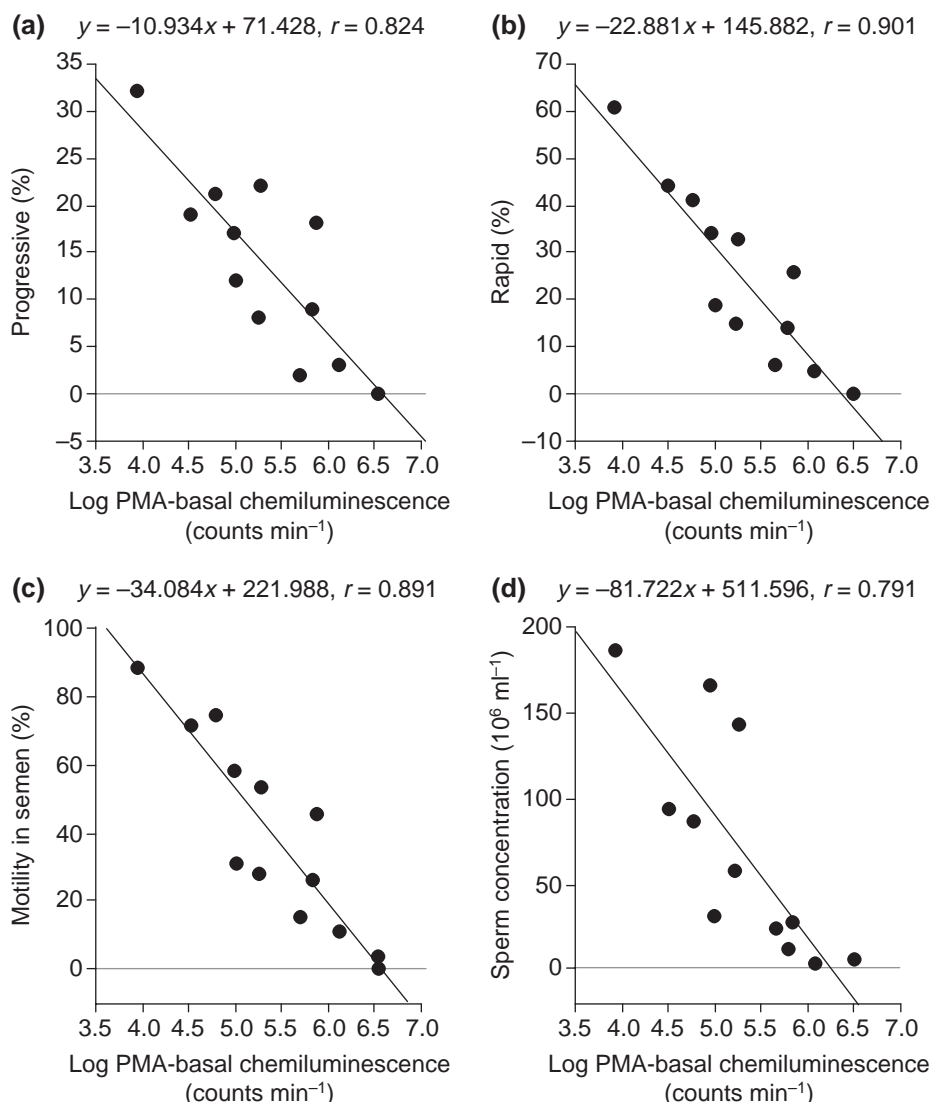 (a) y = –10.934x + 71.428, r = 0.824
35
30
25
20
15
10
5
0
–5
Progressive (%)
3.5 4.0 4.5 5.0 5.5 6.0 6.5 7.0
Log PMA-basal chemiluminescence
(counts min–1)
(b) y = –22.881x + 145.882, r = 0.901
70
60
50
40
30
20
10
0
–10
Rapid (%)
3.5 4.0 4.5 5.0 5.5 6.0 6.5 7.0
Log PMA-basal chemiluminescence
(counts min–1)
(c) y = –34.084x + 221.988, r = 0.891
100
80
60
40
20
0
Motility in semen (%)
3.5 4.0 4.5 5.0 5.5 6.0 6.5 7.0
Log PMA-basal chemiluminescence
(counts min–1)
(d) y = –81.722x + 511.596, r = 0.791
200
150
100
50
0
Sperm concentration (10⁶ ml–1)
3.5 4.0 4.5 5.0 5.5 6.0 6.5 7.0
Log PMA-basal chemiluminescence
(counts min–1)